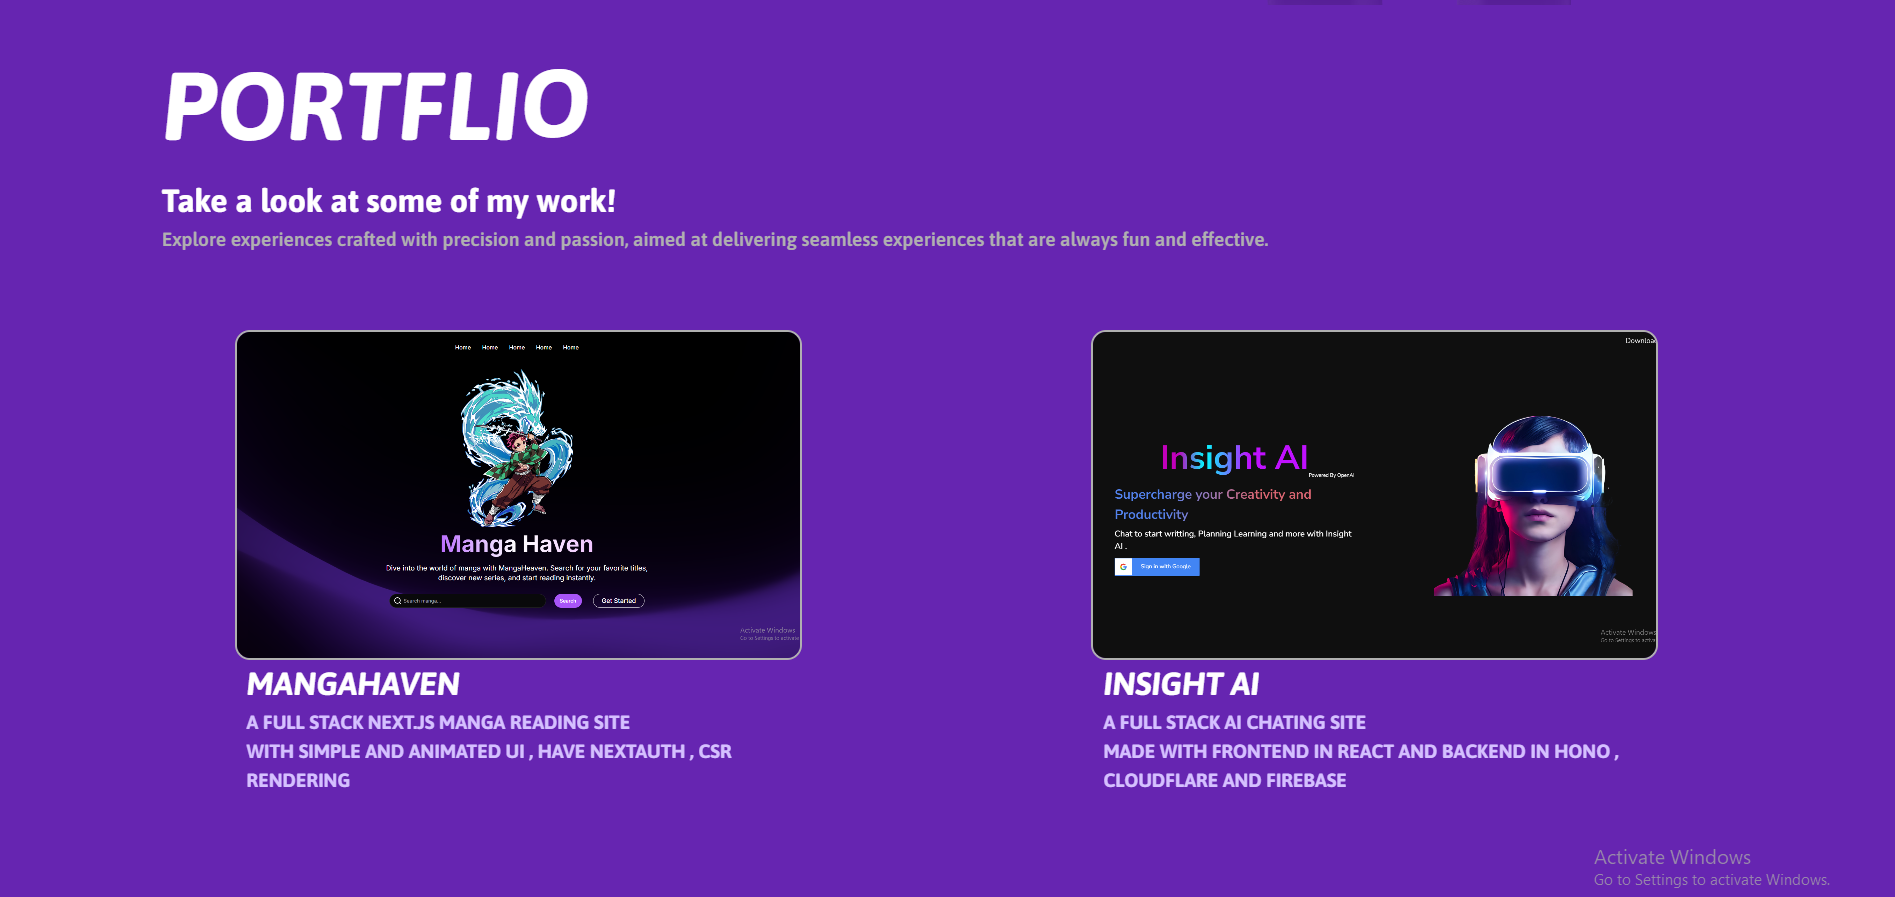 PORTFLIO
Take a look at some of my work!
Explore experiences crafted with precision and passion, aimed at delivering seamless experiences that are always fun and effective.
Home Home Home Home Home
Manga Haven
Dive into the world of manga with MangaHeaven. Search for your favorite titles,
discover new series, and start reading instantly.
Search manga... Search Get Started
Activate Windows
Go to Settings to activate
MANGAHAVEN
A FULL STACK NEXT.JS MANGA READING SITE
WITH SIMPLE AND ANIMATED UI , HAVE NEXTAUTH , CSR
RENDERING
Downloa
Insight AI
Powered By OpenAI
Supercharge your Creativity and
Productivity
Chat to start writting, Planning Learning and more with Insight
AI .
G Sign in with Google
Activate Windows
Go to Settings to activa
INSIGHT AI
A FULL STACK AI CHATING SITE
MADE WITH FRONTEND IN REACT AND BACKEND IN HONO ,
CLOUDFLARE AND FIREBASE
Activate Windows
Go to Settings to activate Windows.